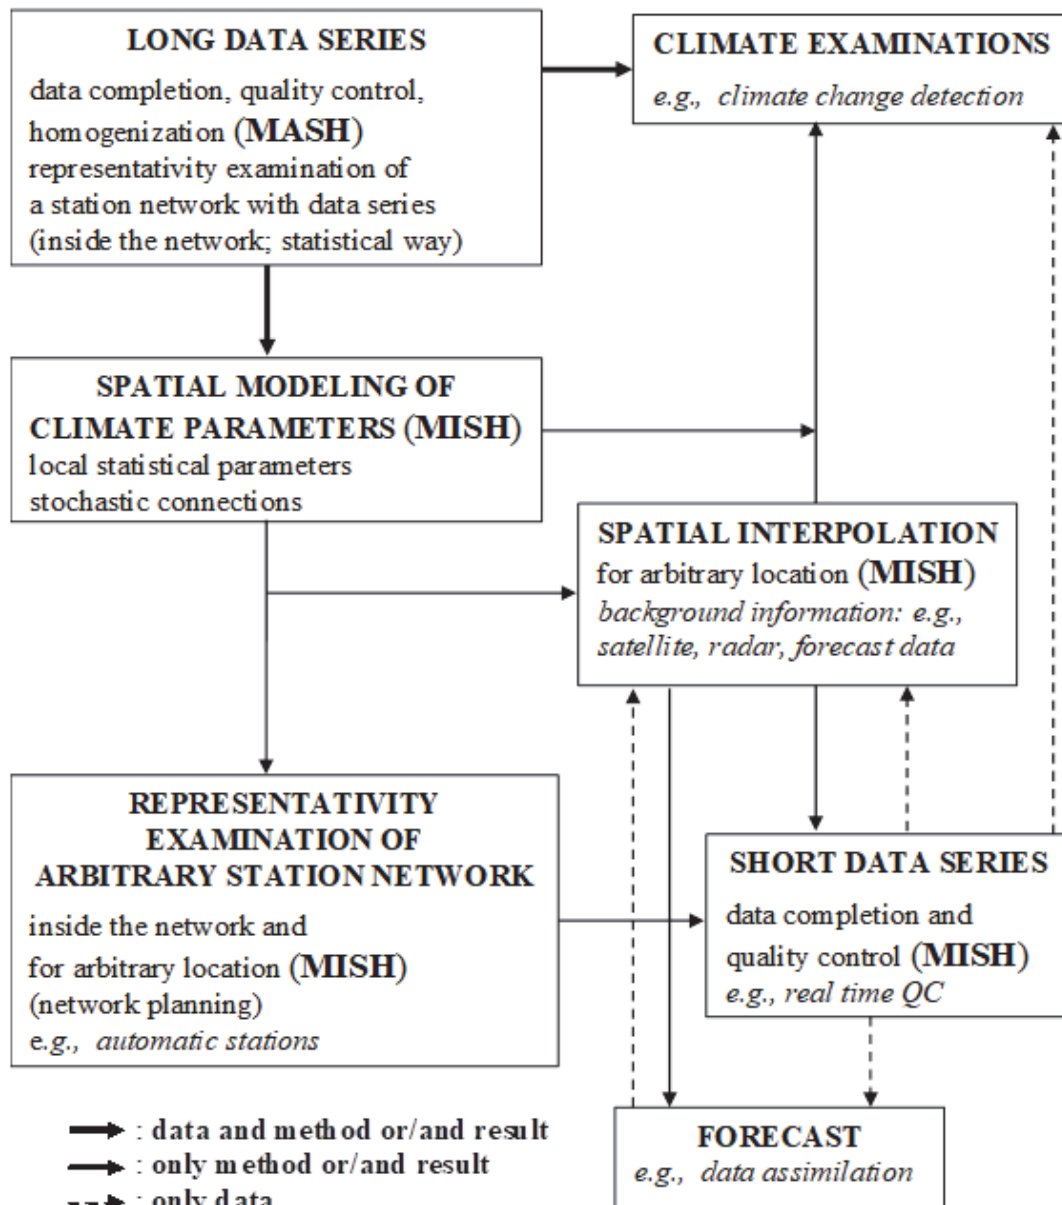 LONG DATA SERIES
data completion, quality control,
homogenization (MASH)
representativity examination of
a station network with data series
(inside the network; statistical way)
CLIMATE EXAMINATIONS
e.g., climate change detection
SPATIAL MODELING OF
CLIMATE PARAMETERS (MISH)
local statistical parameters
stochastic connections
SPATIAL INTERPOLATION
for arbitrary location (MISH)
background information: e.g.,
satellite, radar, forecast data
REPRESENTATIVITY
EXAMINATION OF
ARBITRARY STATION NETWORK
inside the network and
for arbitrary location (MISH)
(network planning)
e.g., automatic stations
SHORT DATA SERIES
data completion and
quality control (MISH)
e.g., real time QC
FORECAST
e.g., data assimilation
: data and method or/and result
: only method or/and result
: only data